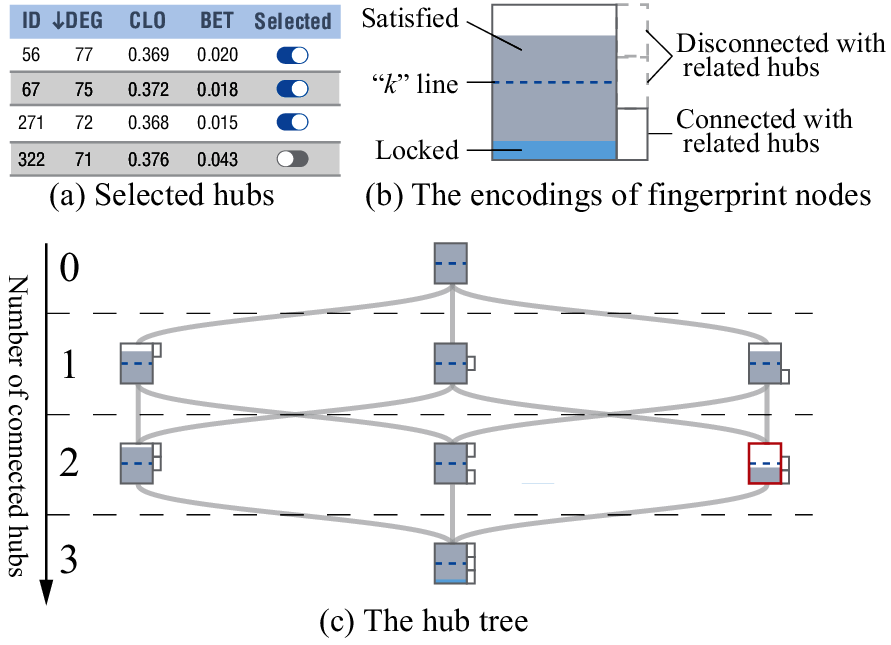 ID ↓DEG CLO BET Selected
56 77 0.369 0.020
67 75 0.372 0.018
271 72 0.368 0.015
322 71 0.376 0.043
(a) Selected hubs
Satisfied
“k” line
Locked
Disconnected with
related hubs
Connected with
related hubs
(b) The encodings of fingerprint nodes
Number of connected hubs
0
1
2
3
(c) The hub tree